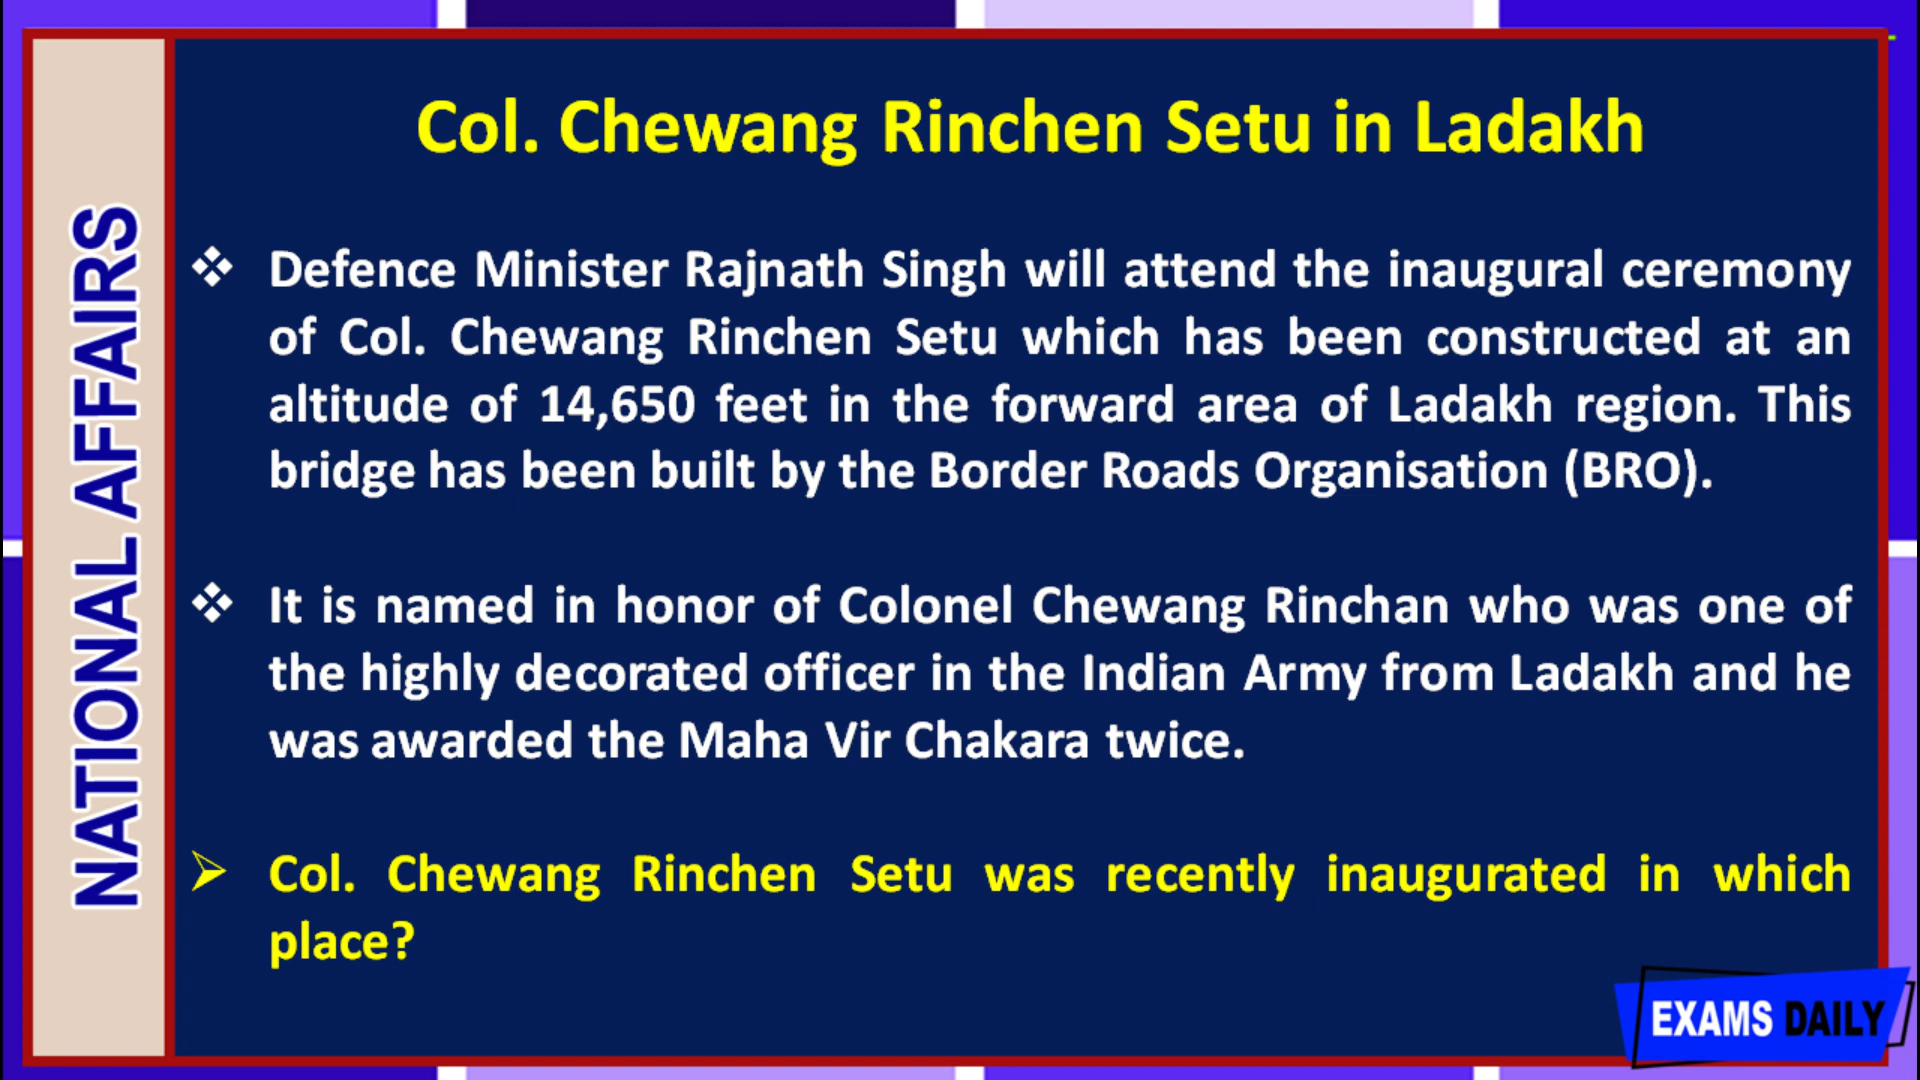 NATIONAL AFFAIRS
Col. Chewang Rinchen Setu in Ladakh
❖ Defence Minister Rajnath Singh will attend the inaugural ceremony
of Col. Chewang Rinchen Setu which has been constructed at an
altitude of 14,650 feet in the forward area of Ladakh region. This
bridge has been built by the Border Roads Organisation (BRO).
❖ It is named in honor of Colonel Chewang Rinchan who was one of
the highly decorated officer in the Indian Army from Ladakh and he
was awarded the Maha Vir Chakara twice.
➢ Col. Chewang Rinchen Setu was recently inaugurated in which
place?
EXAMS DAILY